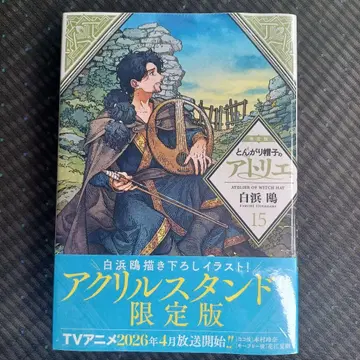 とんがり帽子の
アトリエ
ATELIER OF WITCH HAT
白浜 鴎
KAMOME SHIRAHAMA
15
白浜鴎描き下ろしイラスト!
アクリルスタンド
限定版
TVアニメ2026年4月放送開始!!